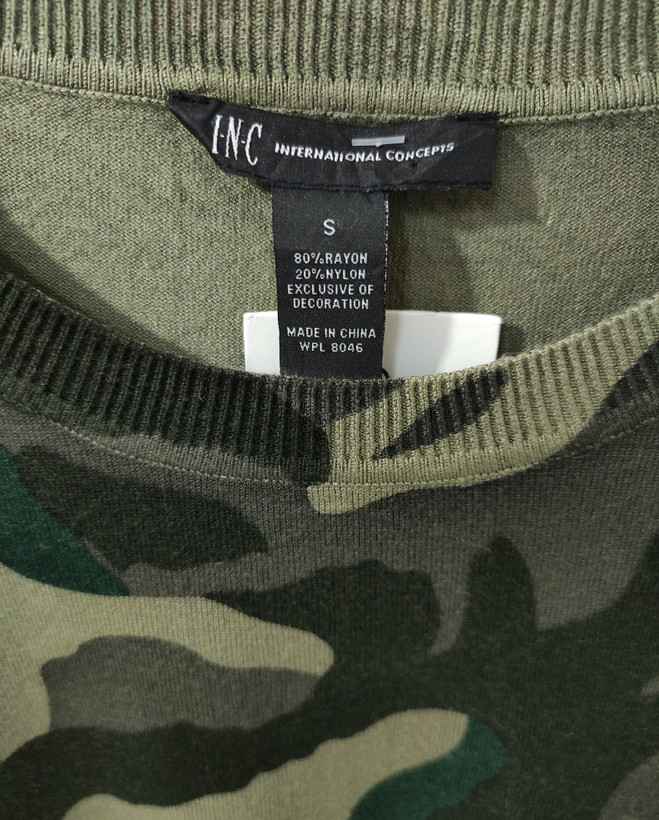 I·N·C INTERNATIONAL CONCEPTS
S
80%RAYON
20%NYLON
EXCLUSIVE OF
DECORATION
MADE IN CHINA
WPL 8046